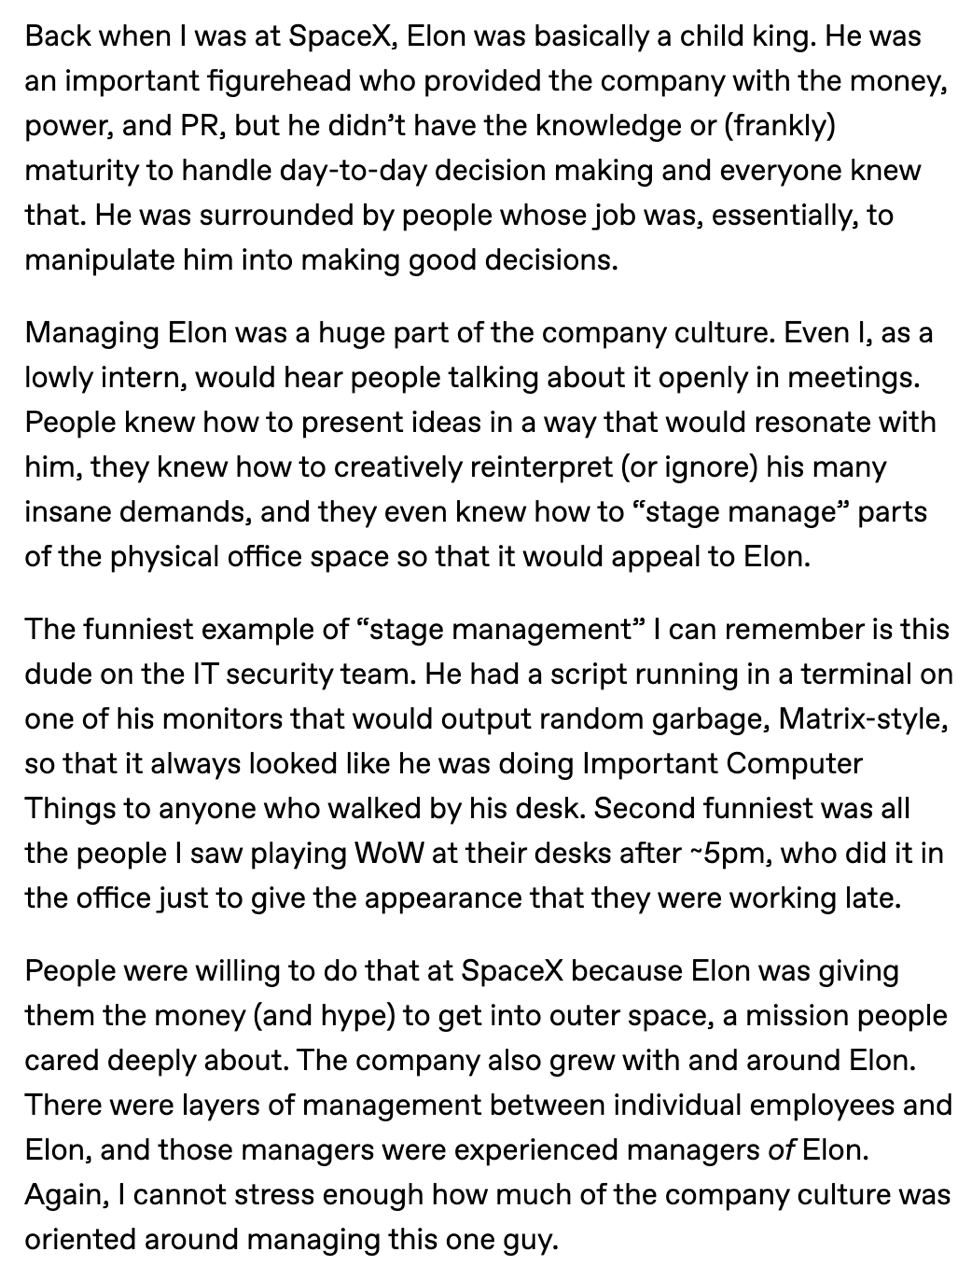 Back when I was at SpaceX, Elon was basically a child king. He was
an important figurehead who provided the company with the money,
power, and PR, but he didn’t have the knowledge or (frankly)
maturity to handle day-to-day decision making and everyone knew
that. He was surrounded by people whose job was, essentially, to
manipulate him into making good decisions.
Managing Elon was a huge part of the company culture. Even I, as a
lowly intern, would hear people talking about it openly in meetings.
People knew how to present ideas in a way that would resonate with
him, they knew how to creatively reinterpret (or ignore) his many
insane demands, and they even knew how to “stage manage” parts
of the physical office space so that it would appeal to Elon.
The funniest example of “stage management” I can remember is this
dude on the IT security team. He had a script running in a terminal on
one of his monitors that would output random garbage, Matrix-style,
so that it always looked like he was doing Important Computer
Things to anyone who walked by his desk. Second funniest was all
the people I saw playing WoW at their desks after ~5pm, who did it in
the office just to give the appearance that they were working late.
People were willing to do that at SpaceX because Elon was giving
them the money (and hype) to get into outer space, a mission people
cared deeply about. The company also grew with and around Elon.
There were layers of management between individual employees and
Elon, and those managers were experienced managers of Elon.
Again, I cannot stress enough how much of the company culture was
oriented around managing this one guy.